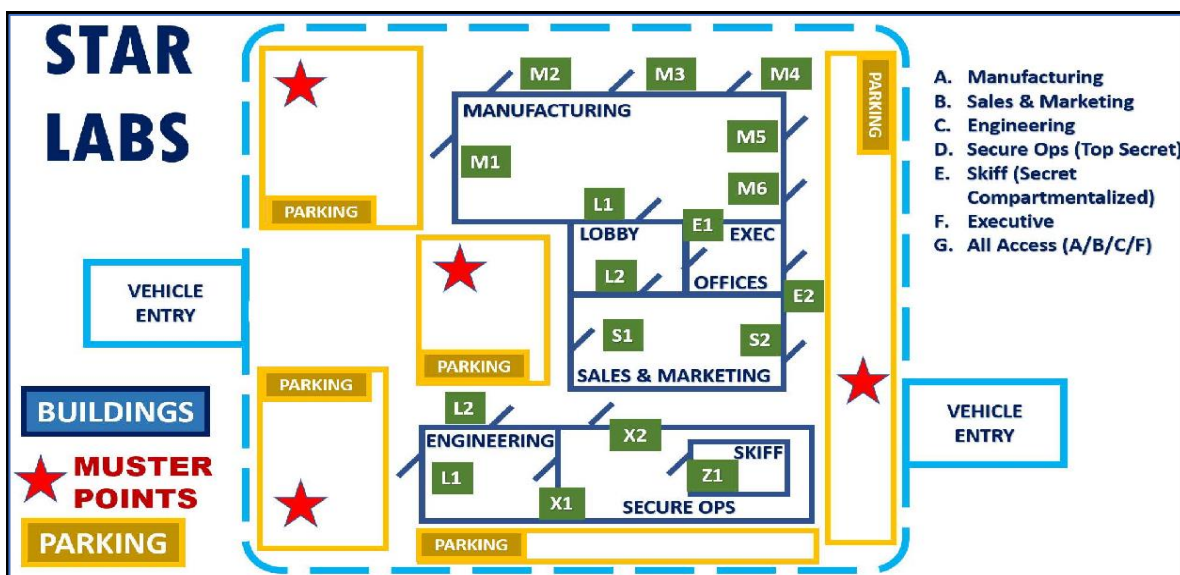 STAR
LABS
M2
M3
M4
PARKING
MANUFACTURING
M1
M5
M6
PARKING
L1
E1
LOBBY
EXEC
L2
OFFICES
E2
S1
S2
PARKING
SALES & MARKETING
VEHICLE
ENTRY
A. Manufacturing
B. Sales & Marketing
C. Engineering
D. Secure Ops (Top Secret)
E. Skiff (Secret
Compartmentalized)
F. Executive
G. All Access (A/B/C/F)
PARKING
BUILDINGS
MUSTER
POINTS
PARKING
L2
ENGINEERING
L1
X2
SKIFF
Z1
X1
SECURE OPS
PARKING
VEHICLE
ENTRY